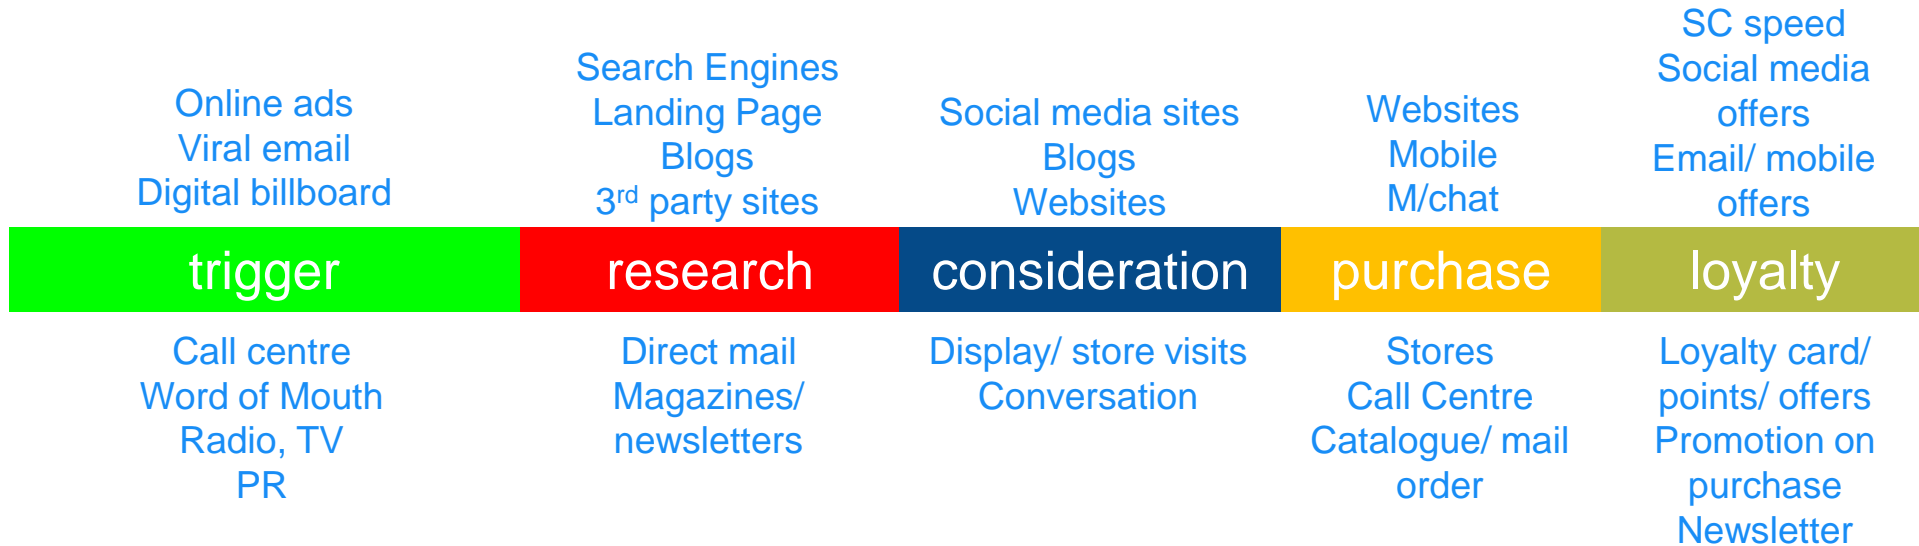 Online ads
Viral email
Digital billboard
Search Engines
Landing Page
Blogs
3rd party sites
Social media sites
Blogs
Websites
Websites
Mobile
M/chat
SC speed
Social media
offers
Email/ mobile
offers
trigger
research
consideration
purchase
loyalty
Call centre
Word of Mouth
Radio, TV
PR
Direct mail
Magazines/
newsletters
Display/ store visits
Conversation
Stores
Call Centre
Catalogue/ mail
order
Loyalty card/
points/ offers
Promotion on
purchase
Newsletter